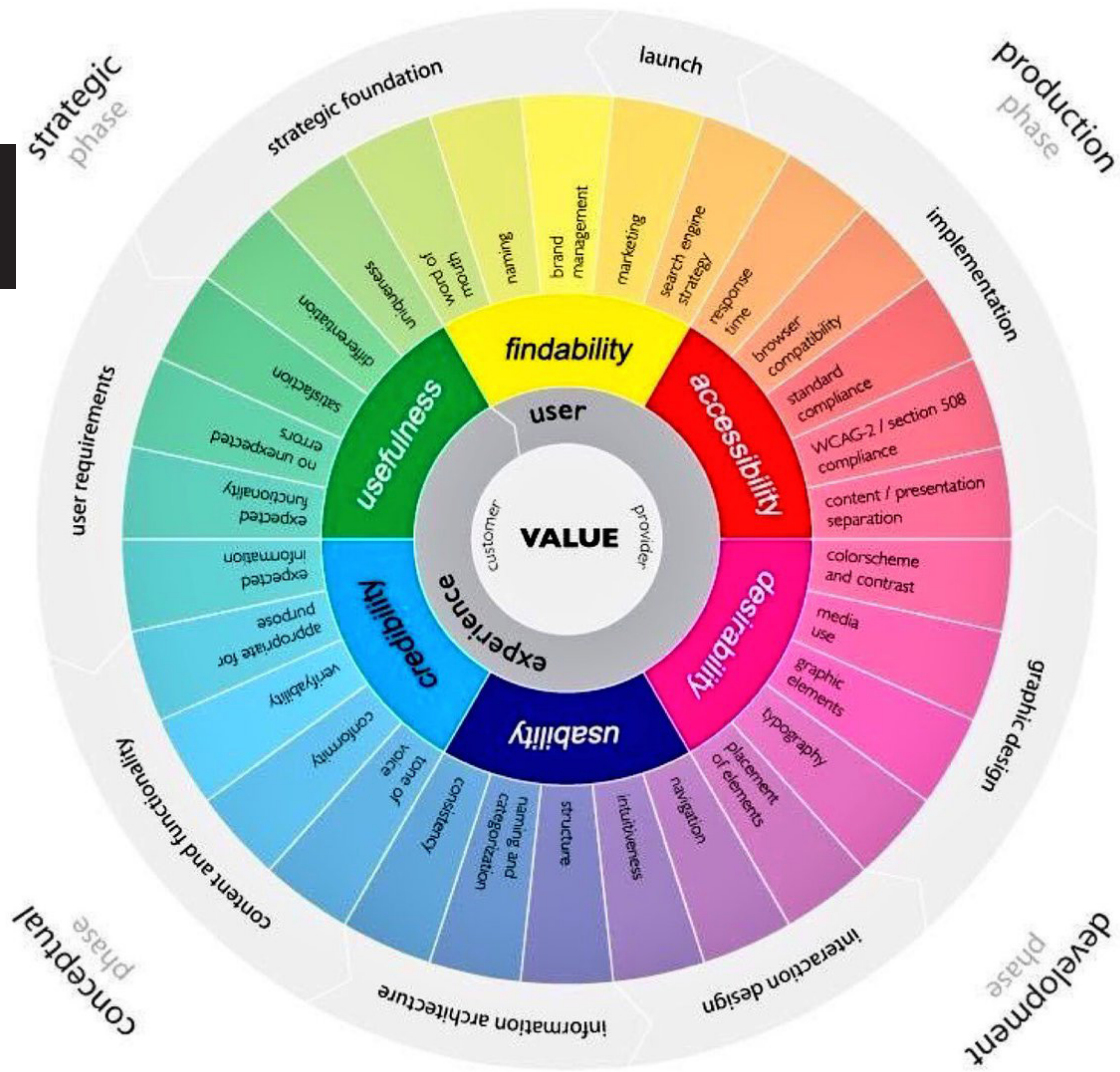 strategic
phase
production
phase
development
phase
conceptual
phase
strategic foundation
launch
implementation
graphic design
interaction design
information architecture
content and functionality
user requirements
uniqueness
word of
mouth
naming
brand
management
marketing
search engine
strategy
response
time
browser
compatibility
standard
compliance
WCAG-2 / section 508
compliance
content / presentation
separation
colorscheme
and contrast
media
use
graphic
elements
typography
placement
of elements
navigation
intuitiveness
structure
naming and
categorization
consistency
tone of
voice
conformity
verifyability
appropriate for
purpose
expected
information
expected
functionality
no unexpected
errors
satisfaction
differentiation
findability
accessibility
desirability
usability
credibility
usefulness
user
experience
customer
VALUE
provider